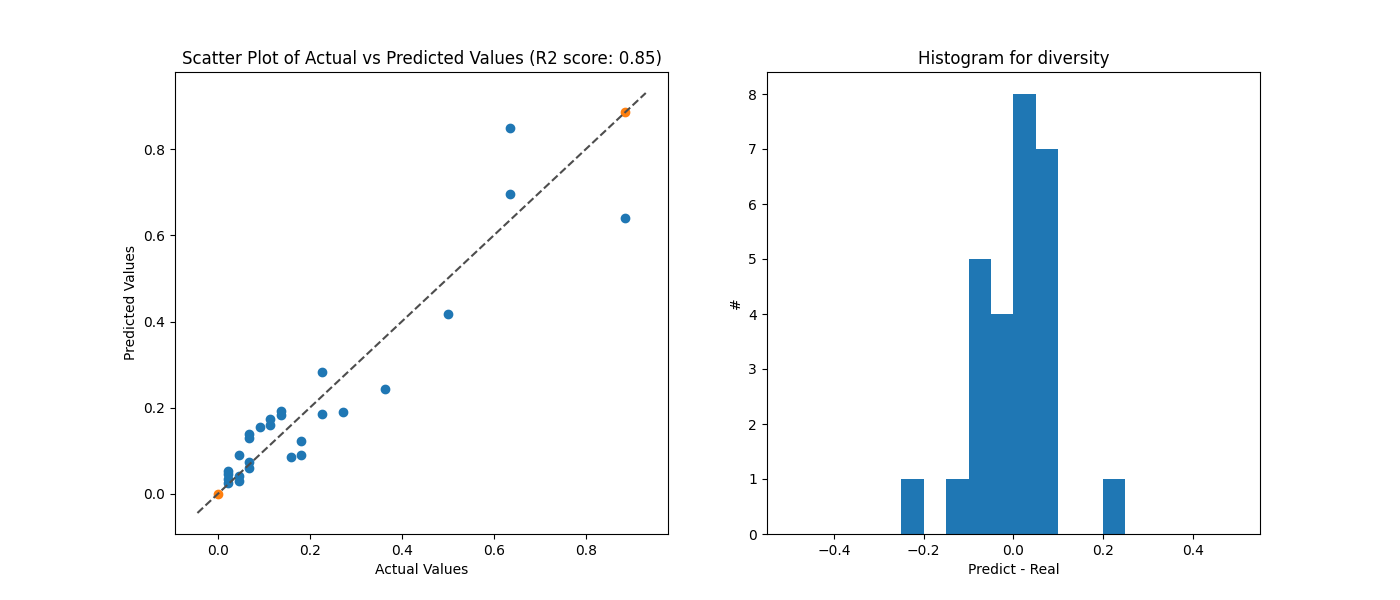 Scatter Plot of Actual vs Predicted Values (R2 score: 0.85)
Predicted Values
0.8
0.6
0.4
0.2
0.0
0.0 0.2 0.4 0.6 0.8
Actual Values
Histogram for diversity
#
8
7
6
5
4
3
2
1
0
−0.4 −0.2 0.0 0.2 0.4
Predict - Real